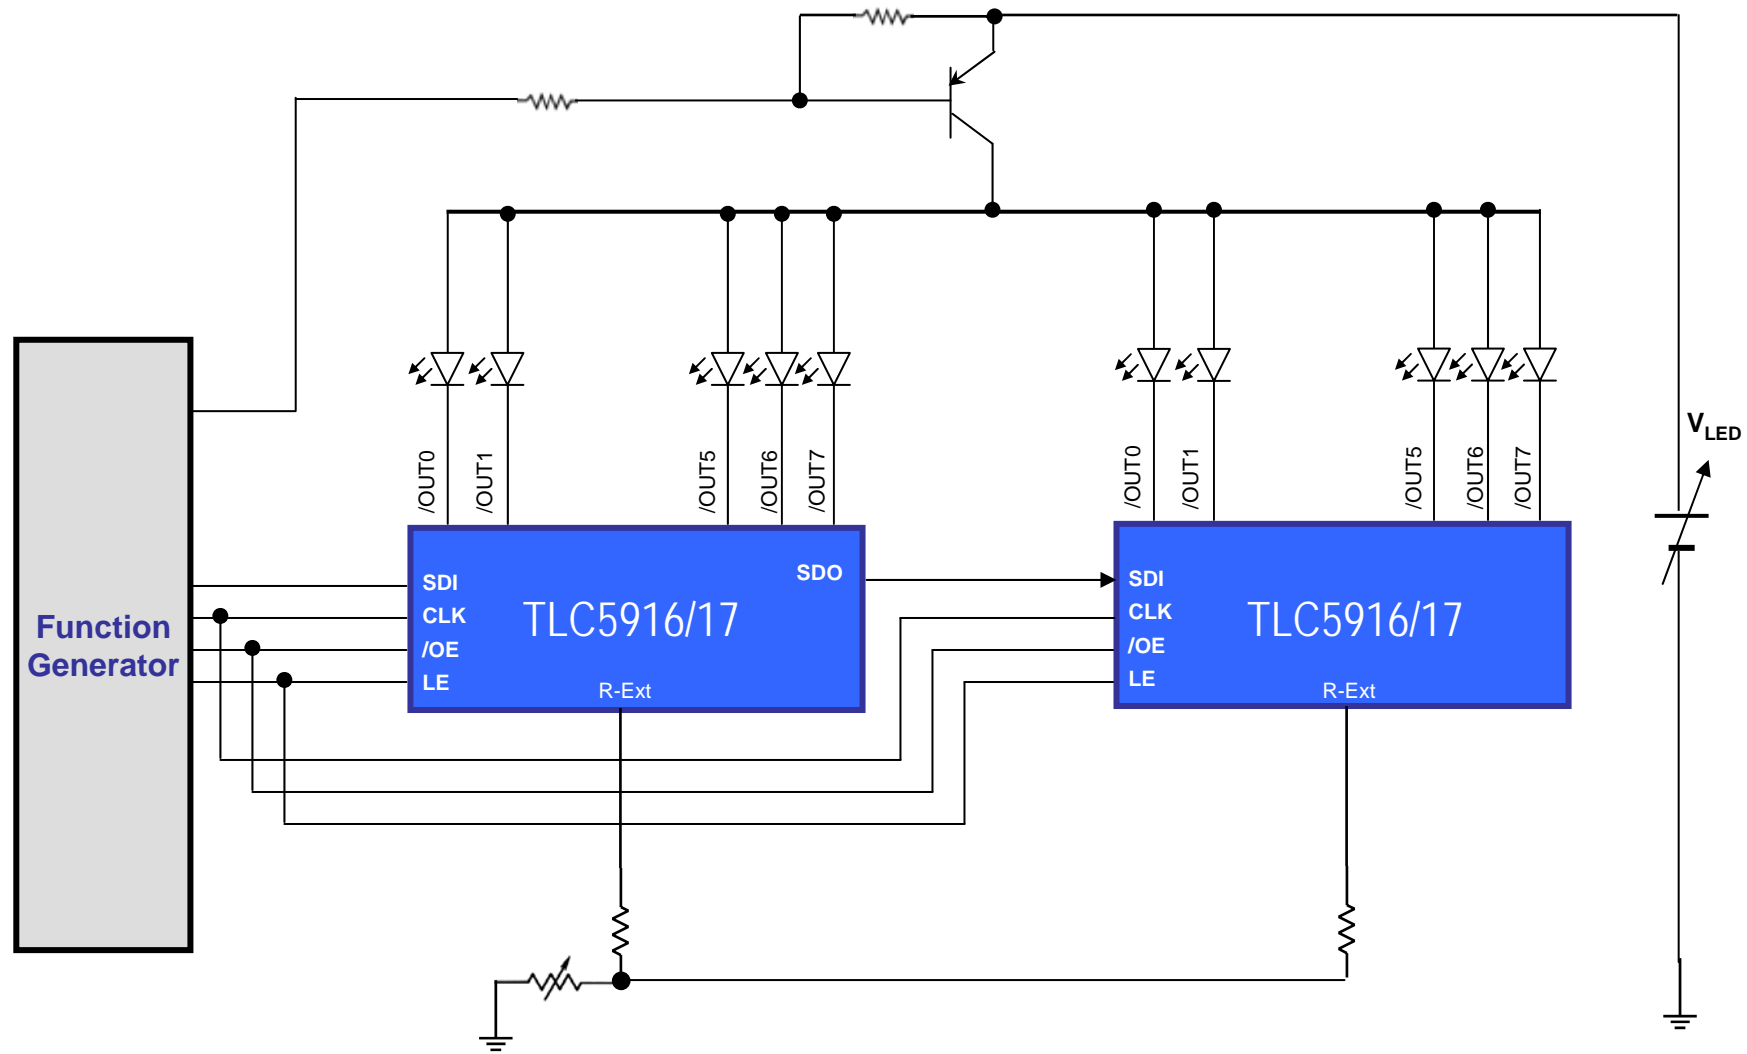 V_LED
/OUT0
/OUT1
/OUT5
/OUT6
/OUT7
/OUT0
/OUT1
/OUT5
/OUT6
/OUT7
Function
Generator
SDI
CLK
/OE
LE
SDO
TLC5916/17
R-Ext
SDI
CLK
/OE
LE
TLC5916/17
R-Ext